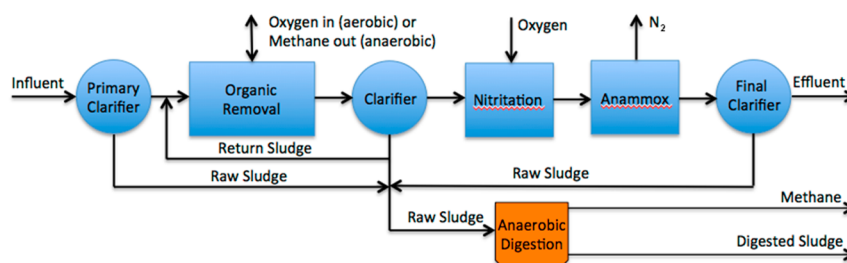 Oxygen in (aerobic) or
Methane out (anaerobic)
Oxygen
N2
Influent
Primary
Clarifier
Organic
Removal
Clarifier
Nitritation
Anammox
Final
Clarifier
Effluent
Return Sludge
Raw Sludge
Raw Sludge
Raw Sludge
Anaerobic
Digestion
Methane
Digested Sludge